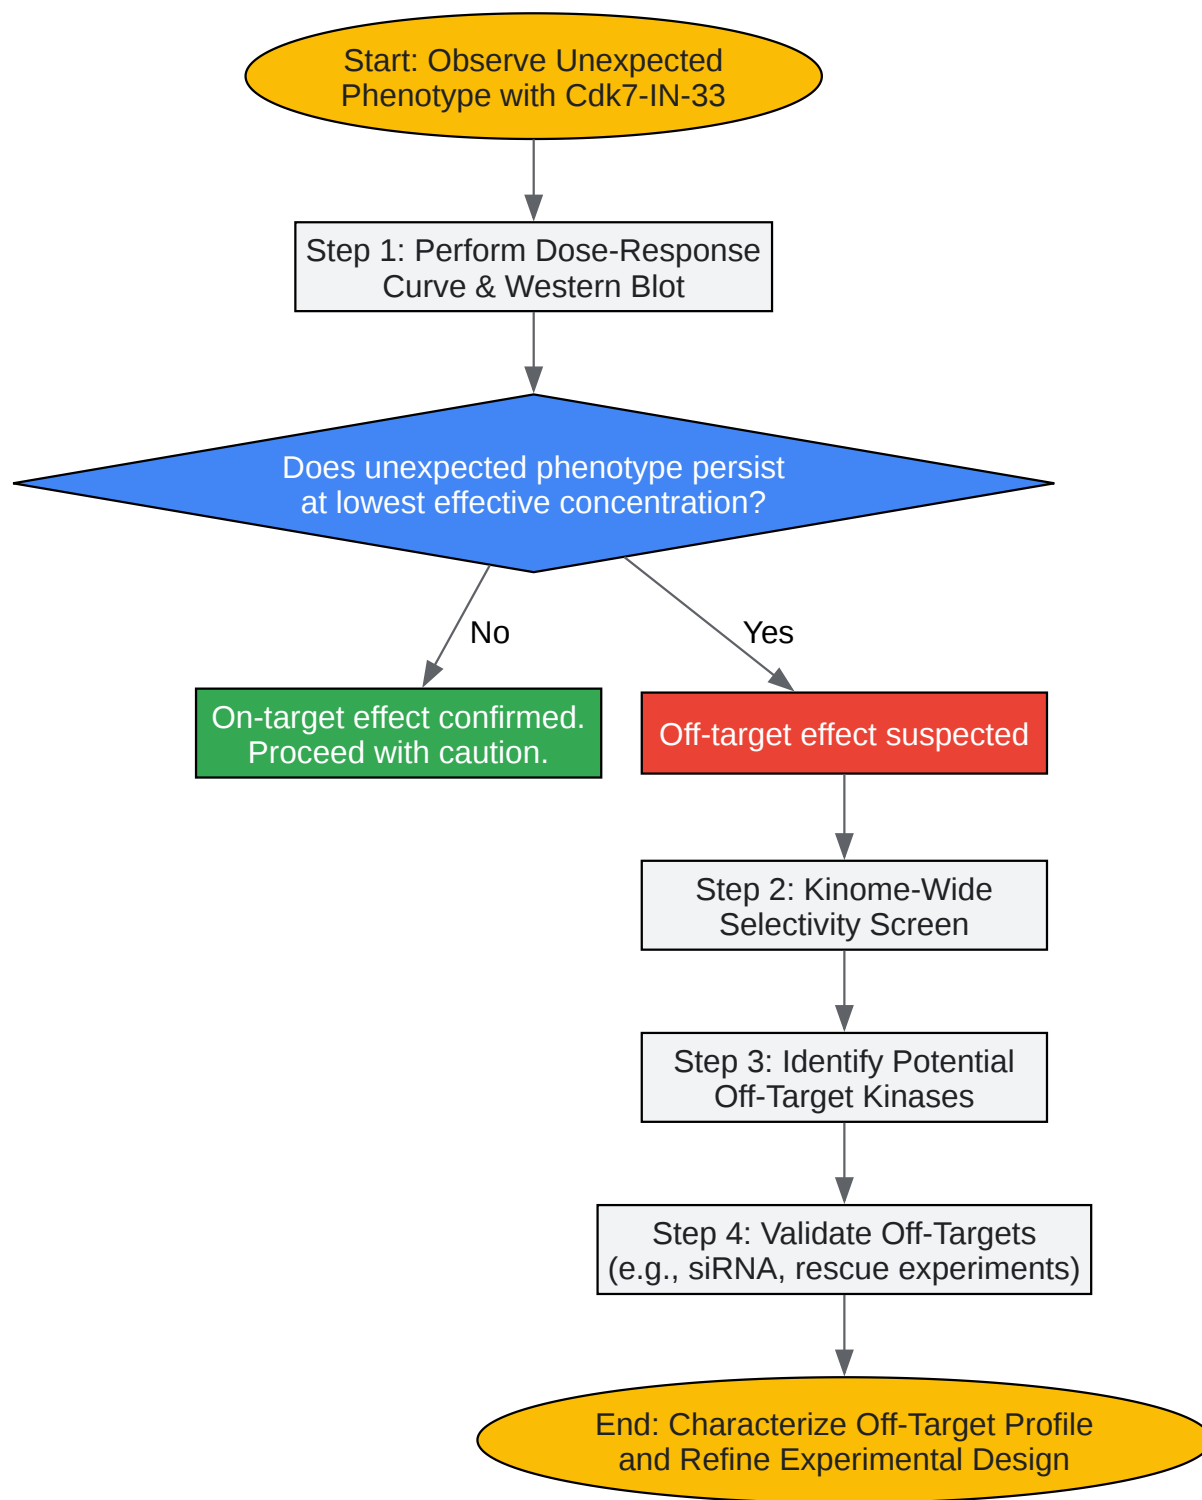 Start: Observe Unexpected
Phenotype with Cdk7-IN-33
Step 1: Perform Dose-Response
Curve & Western Blot
Does unexpected phenotype persist
at lowest effective concentration?
No
Yes
On-target effect confirmed.
Proceed with caution.
Off-target effect suspected
Step 2: Kinome-Wide
Selectivity Screen
Step 3: Identify Potential
Off-Target Kinases
Step 4: Validate Off-Targets
(e.g., siRNA, rescue experiments)
End: Characterize Off-Target Profile
and Refine Experimental Design